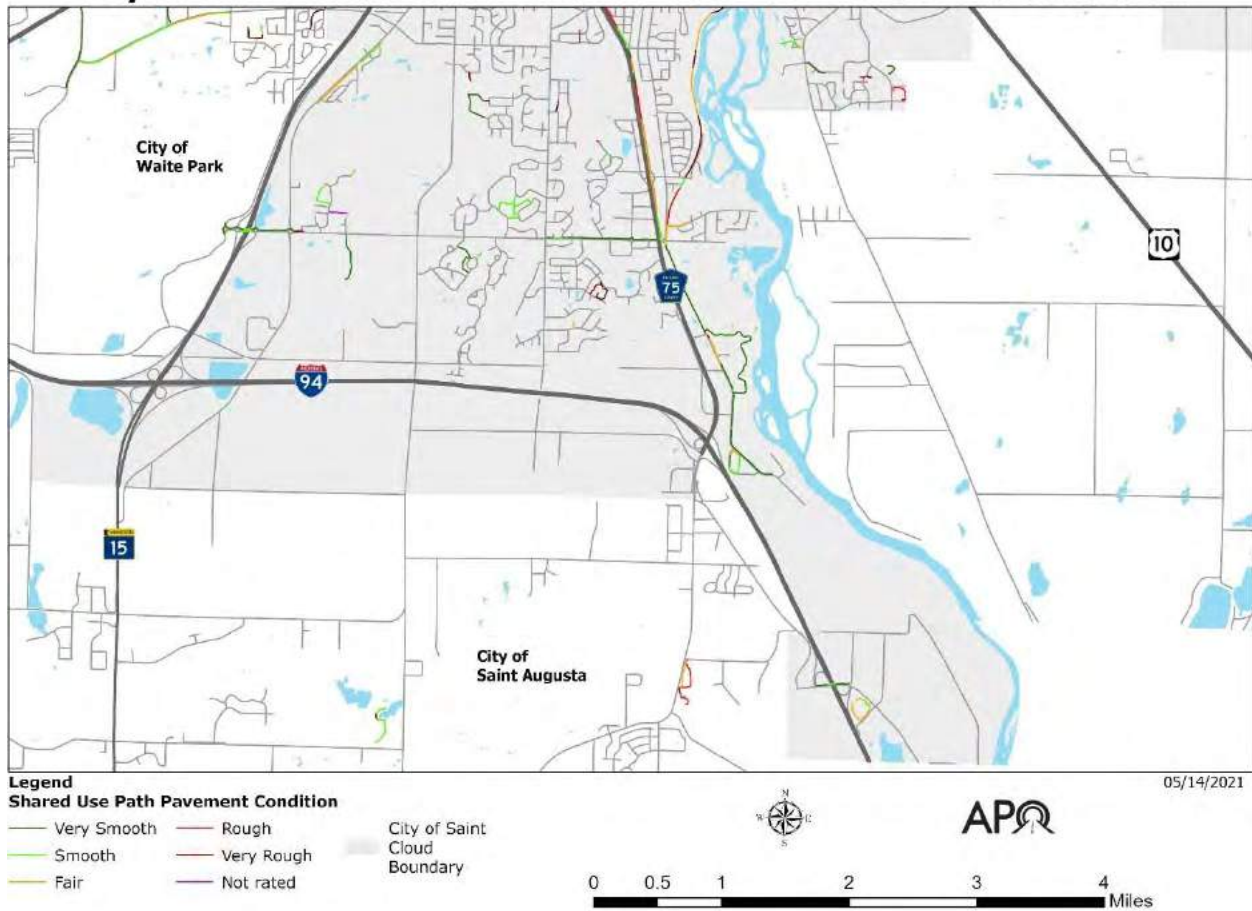 City of
Waite Park
10
75
94
15
City of
Saint Augusta
Legend
Shared Use Path Pavement Condition
Very Smooth
Smooth
Fair
Rough
Very Rough
Not rated
City of Saint
Cloud
Boundary
N
W
E
S
APO
05/14/2021
0 0.5 1 2 3 4
Miles